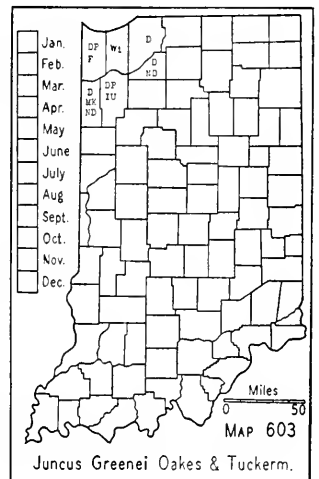 Jan.
Feb.
Mar.
Apr.
May
June
July
Aug
Sept.
Oct.
Nov.
Dec.
DP
F
W1
D
D
ND
D
MK
ND
DP
IU
Miles
0 50
MAP 603
Juncus Greenei Oakes & Tuckerm.